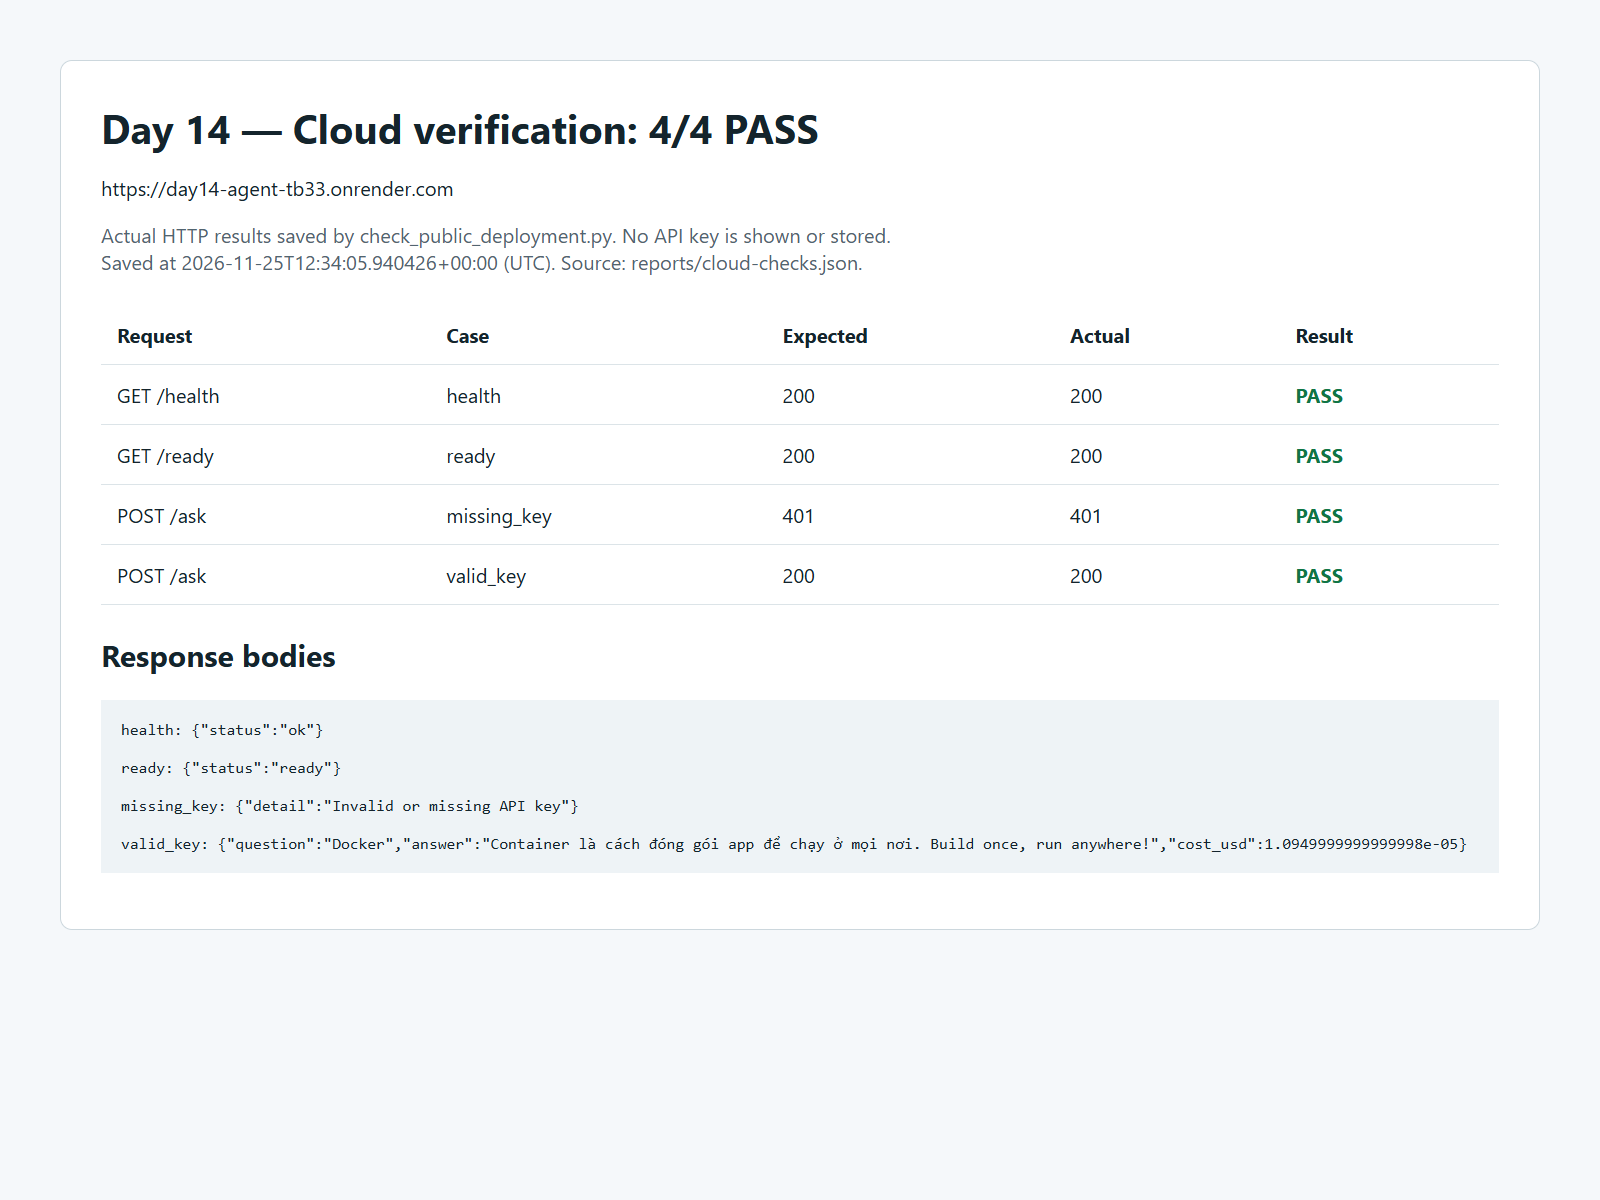 Day 14 — Cloud verification: 4/4 PASS
https://day14-agent-tb33.onrender.com
Actual HTTP results saved by check_public_deployment.py. No API key is shown or stored.
Saved at 2026-11-25T12:34:05.940426+00:00 (UTC). Source: reports/cloud-checks.json.
Request Case Expected Actual Result
GET /health health 200 200 PASS
GET /ready ready 200 200 PASS
POST /ask missing_key 401 401 PASS
POST /ask valid_key 200 200 PASS
Response bodies
health: {"status":"ok"}
ready: {"status":"ready"}
missing_key: {"detail":"Invalid or missing API key"}
valid_key: {"question":"Docker","answer":"Container là cách đóng gói app để chạy ở mọi nơi. Build once, run anywhere!","cost_usd":1.0949999999999998e-05}